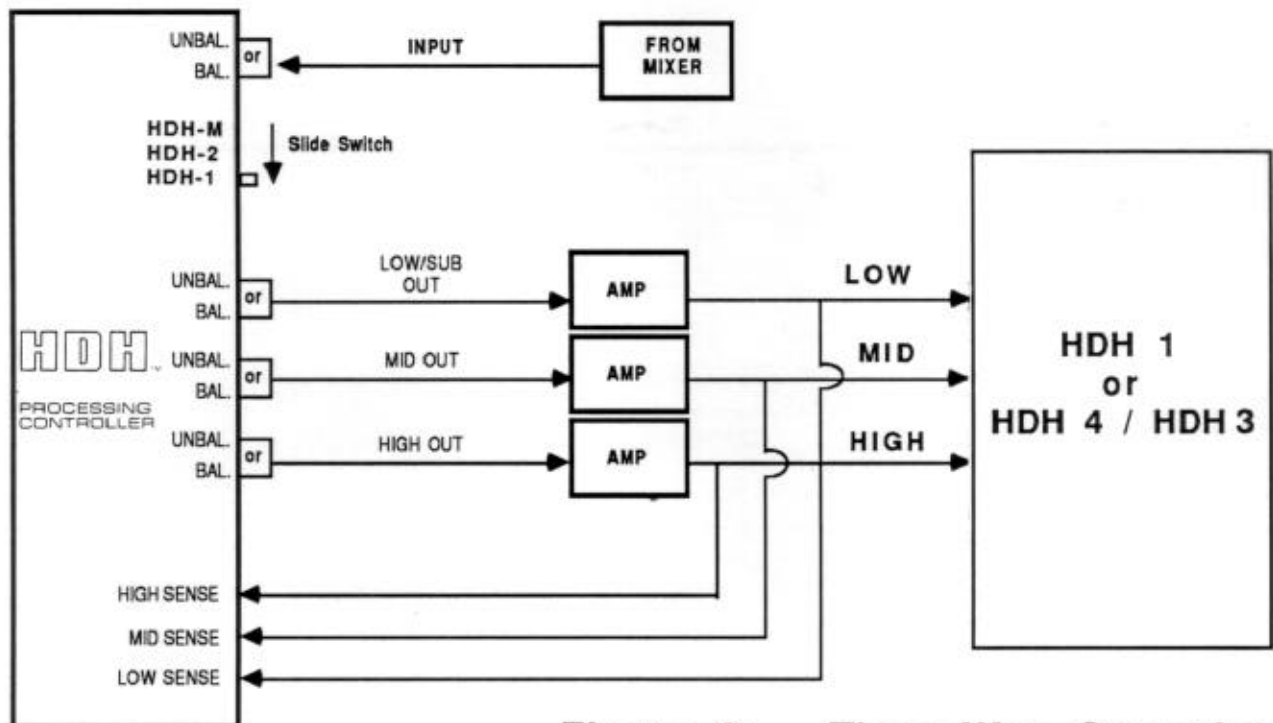 UNBAL.
or
BAL.
INPUT
FROM
MIXER
HDH-M
HDH-2
HDH-1
Slide Switch
UNBAL.
or
BAL.
LOW/SUB
OUT
AMP
LOW
HDH™
PROCESSING
CONTROLLER
UNBAL.
or
BAL.
MID OUT
AMP
MID
UNBAL.
or
BAL.
HIGH OUT
AMP
HIGH
HDH 1
or
HDH 4 / HDH 3
HIGH SENSE
MID SENSE
LOW SENSE